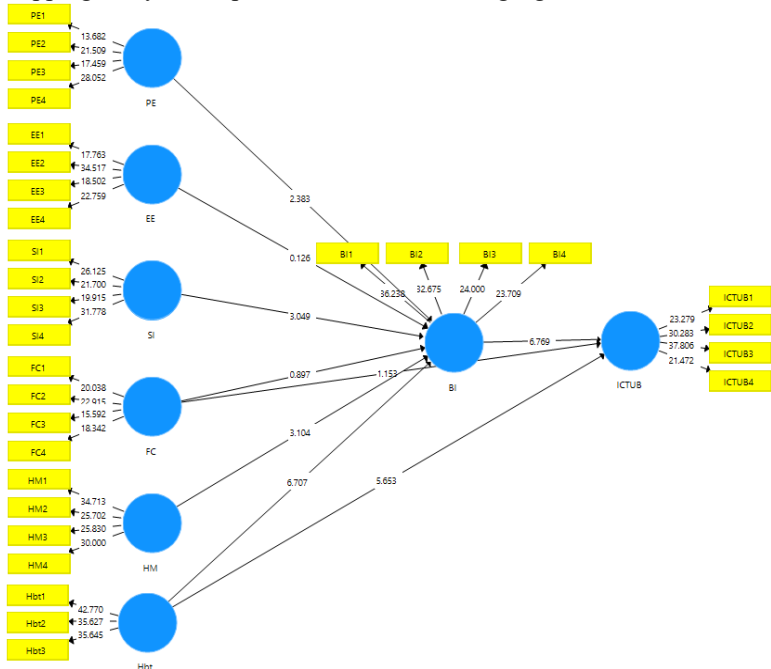 PE1
PE2
PE3
PE4
13.682
21.509
17.459
28.052
PE
EE1
EE2
EE3
EE4
17.763
34.517
18.502
22.759
EE
SI1
SI2
SI3
SI4
26.125
21.700
19.915
31.778
SI
FC1
FC2
FC3
FC4
20.038
22.915
15.592
18.342
FC
HM1
HM2
HM3
HM4
34.713
25.702
25.830
30.000
HM
Hbt1
Hbt2
Hbt3
42.770
35.627
35.645
Hbt
2.383
0.126
3.049
0.897
1.153
3.104
6.707
5.653
BI1
BI2
BI3
BI4
36.238
32.675
24.000
23.709
BI
6.769
ICTUB
23.279
30.283
37.806
21.472
ICTUB1
ICTUB2
ICTUB3
ICTUB4